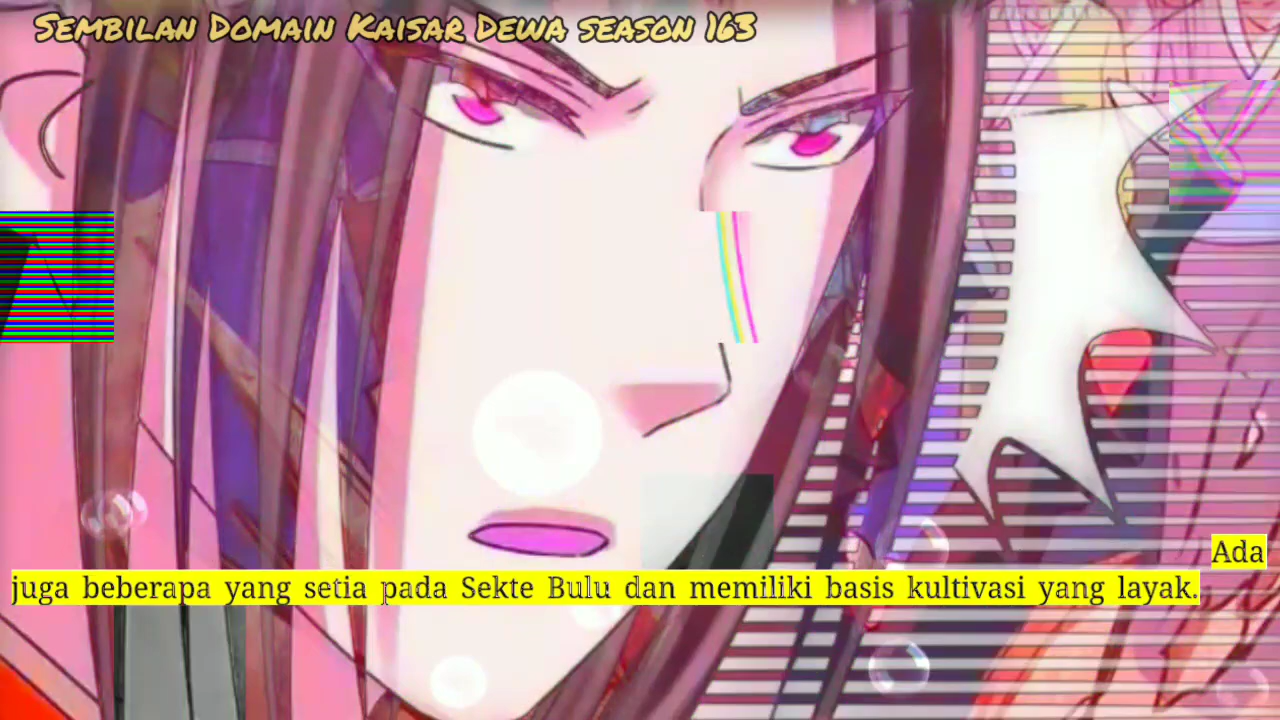 Sembilan Domain Kaisar Dewa season 163
Ada
juga beberapa yang setia pada Sekte Bulu dan memiliki basis kultivasi yang layak.